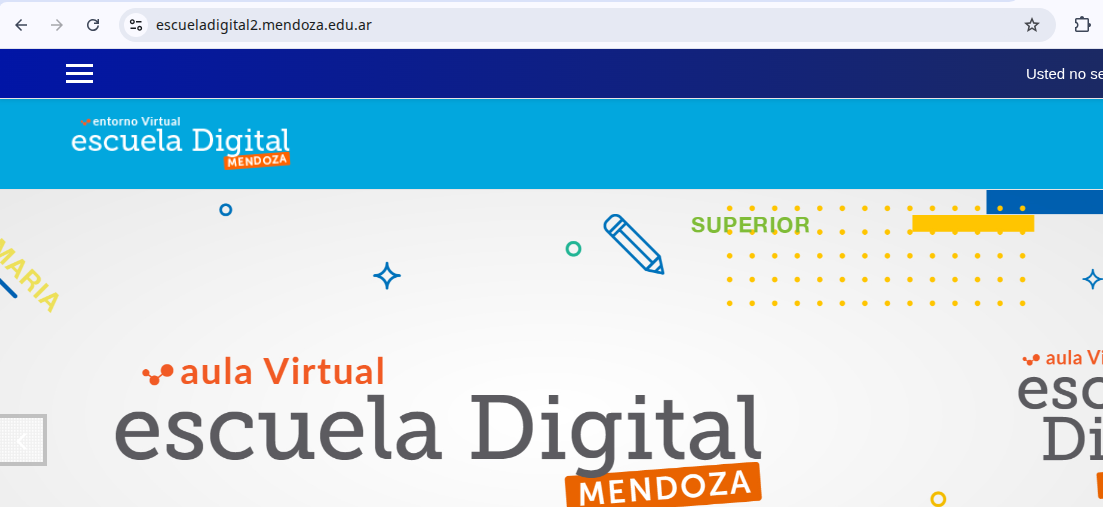 escueladigital2.mendoza.edu.ar
Usted no se
entorno Virtual
escuela Digital
MENDOZA
SUPERIOR
MARIA
aula Virtual
escuela Digital
MENDOZA
aula Vi
esc
Di